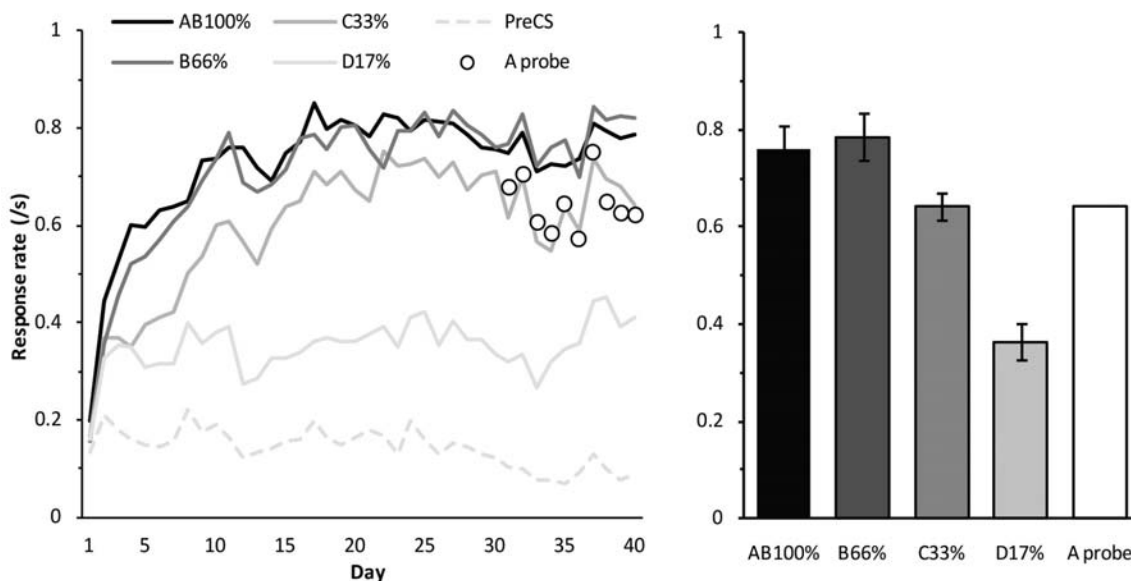 AB100% C33% PreCS
B66% D17% A probe
Response rate (/s)
1
0.8
0.6
0.4
0.2
0
1 5 10 15 20 25 30 35 40
Day
1
0.8
0.6
0.4
0.2
0
AB100% B66% C33% D17% A probe